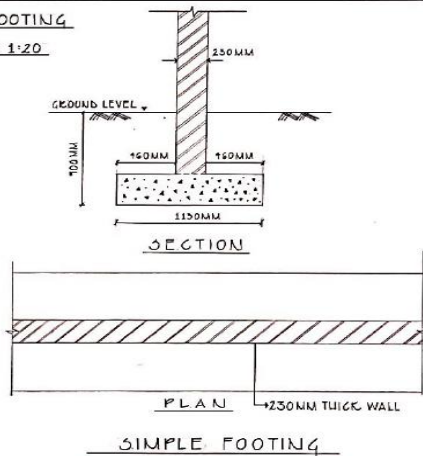 OOTING
1:20
230MM
GROUND LEVEL
900MM
460MM 460MM
1150MM
SECTION
PLAN
230MM THICK WALL
SIMPLE FOOTING